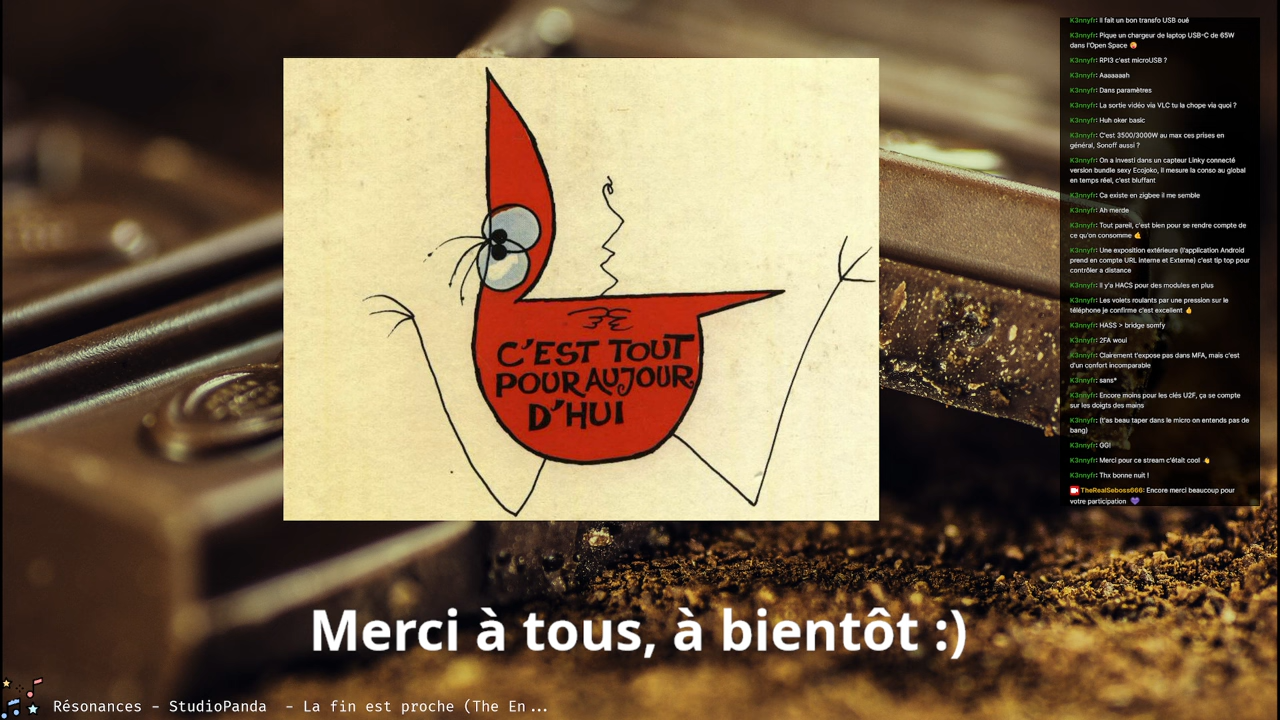 C'EST TOUT
POUR AUJOUR
D'HUI
Merci à tous, à bientôt :)
Résonances - StudioPanda - La fin est proche (The En...
K3nnyfr: Il fait un bon transfo USB oué
K3nnyfr: Pique un chargeur de laptop USB-C de 65W
dans l'Open Space
K3nnyfr: RPI3 c'est microUSB ?
K3nnyfr: Aaaaaaah
K3nnyfr: Dans paramètres
K3nnyfr: La sortie vidéo via VLC tu la chope via quoi ?
K3nnyfr: Huh oker basic
K3nnyfr: C'est 3500/3000W au max ces prises en
général, Sonoff aussi ?
K3nnyfr: On a investi dans un capteur Linky connecté
version bundle sexy Ecojoko, il mesure la conso au global
en temps réel, c'est bluffant
K3nnyfr: Ca existe en zigbee il me semble
K3nnyfr: Ah merde
K3nnyfr: Tout pareil, c'est bien pour se rendre compte de
ce qu'on consomme 🤙
K3nnyfr: Une exposition extérieure (l'application Android
prend en compte URL Interne et Externe) c'est tip top pour
contrôler a distance
K3nnyfr: Il y'a HACS pour des modules en plus
K3nnyfr: Les volets roulants par une pression sur le
téléphone je confirme c'est excellent 👍
K3nnyfr: HASS > bridge somfy
K3nnyfr: 2FA woui
K3nnyfr: Clairement t'expose pas dans MFA, mais c'est
d'un confort incomparable
K3nnyfr: sans*
K3nnyfr: Encore moins pour les clés U2F, ça se compte
sur les doigts des mains
K3nnyfr: (t'as beau taper dans le micro on entends pas de
bang)
K3nnyfr: GG!
K3nnyfr: Merci pour ce stream c'était cool 👋
K3nnyfr: Thx bonne nuit !
TheRealSeboss666: Encore merci beaucoup pour
votre participation 💜